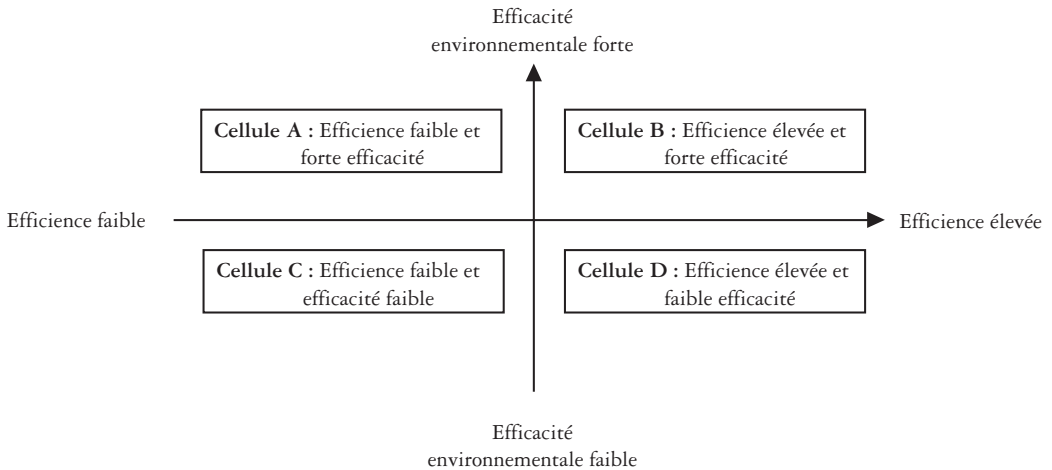 Efficacité
environnementale forte
Cellule A : Efficience faible et
forte efficacité
Cellule B : Efficience élevée et
forte efficacité
Efficience faible
Efficience élevée
Cellule C : Efficience faible et
efficacité faible
Cellule D : Efficience élevée et
faible efficacité
Efficacité
environnementale faible